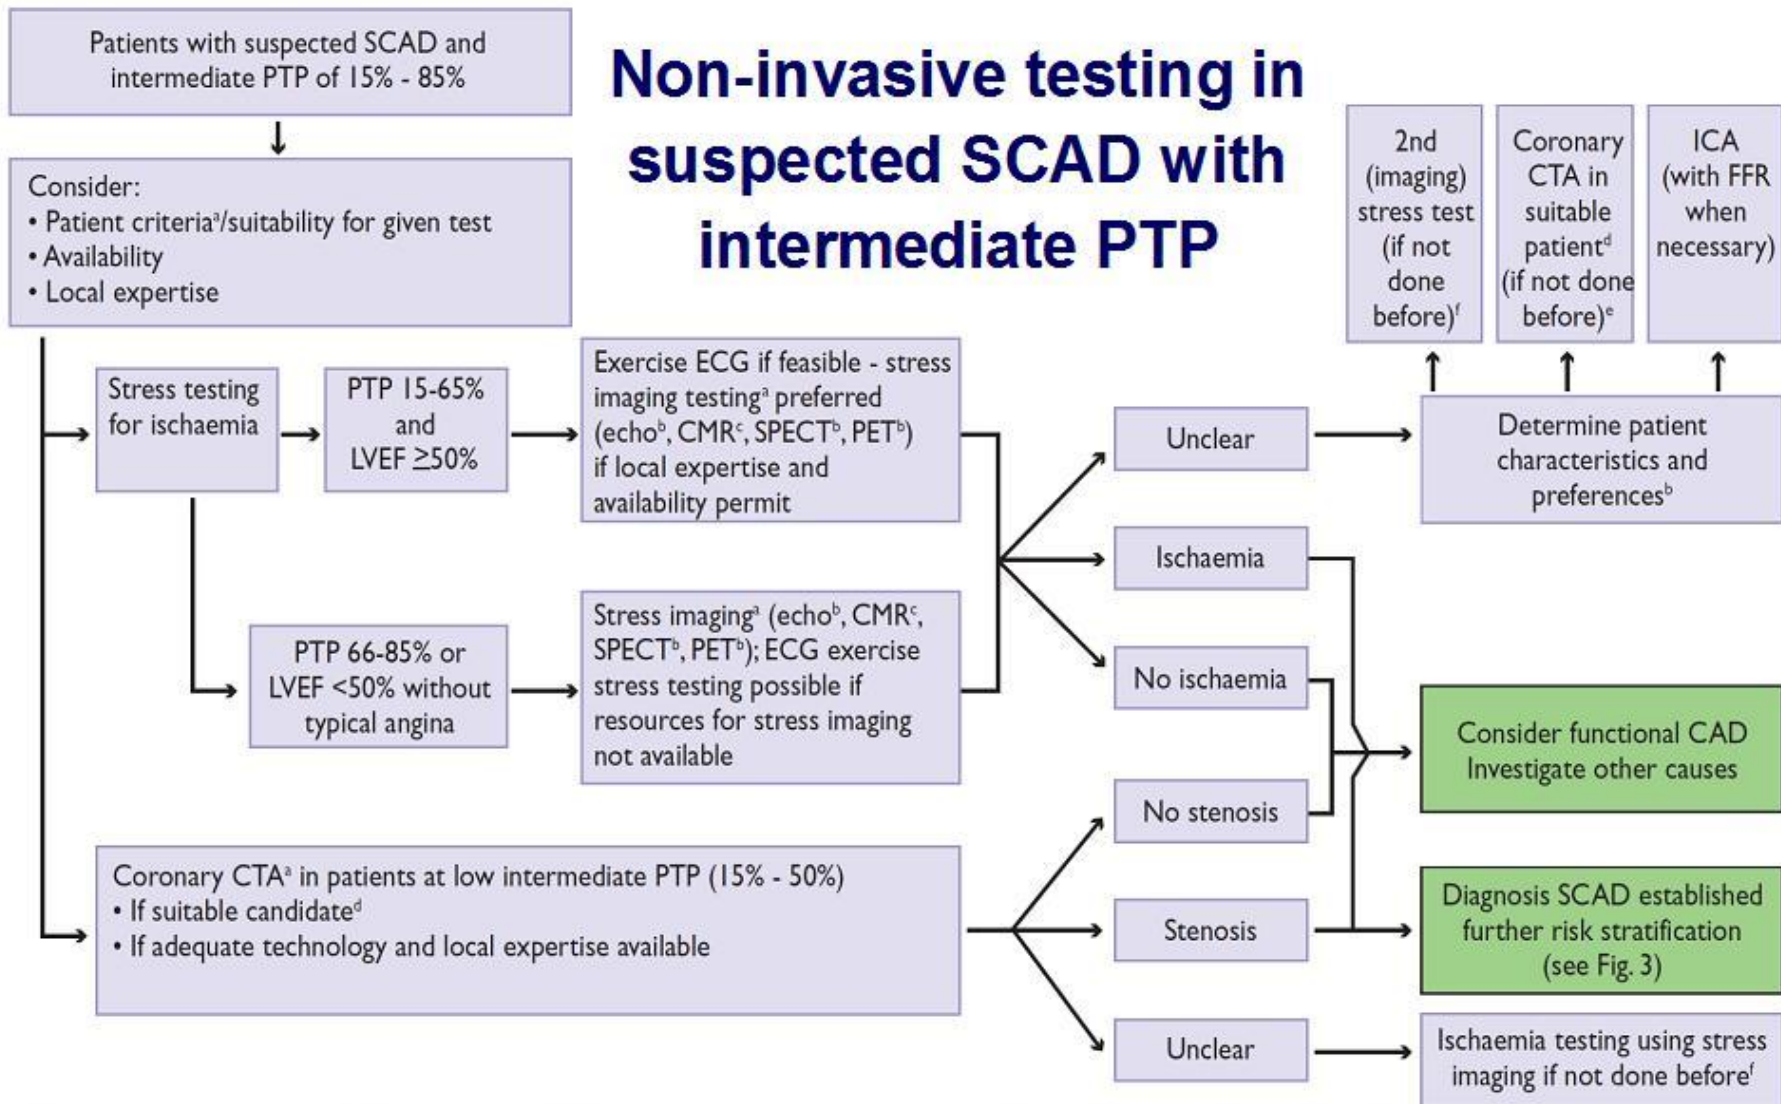 Patients with suspected SCAD and
intermediate PTP of 15% - 85%
Non-invasive testing in
suspected SCAD with
intermediate PTP
Consider:
• Patient criteriaᵃ/suitability for given test
• Availability
• Local expertise
2nd
(imaging)
stress test
(if not
done
before)ᶠ
Coronary
CTA in
suitable
patientᵈ
(if not done
before)ᵉ
ICA
(with FFR
when
necessary)
Stress testing
for ischaemia
PTP 15-65%
and
LVEF ≥50%
Exercise ECG if feasible - stress
imaging testingᵃ preferred
(echoᵇ, CMRᶜ, SPECTᵇ, PETᵇ)
if local expertise and
availability permit
Unclear
Determine patient
characteristics and
preferencesᵇ
Ischaemia
PTP 66-85% or
LVEF <50% without
typical angina
Stress imagingᵃ (echoᵇ, CMRᶜ,
SPECTᵇ, PETᵇ); ECG exercise
stress testing possible if
resources for stress imaging
not available
No ischaemia
Consider functional CAD
Investigate other causes
No stenosis
Coronary CTAᵃ in patients at low intermediate PTP (15% - 50%)
• If suitable candidateᵈ
• If adequate technology and local expertise available
Stenosis
Diagnosis SCAD established
further risk stratification
(see Fig. 3)
Unclear
Ischaemia testing using stress
imaging if not done beforeᶠ